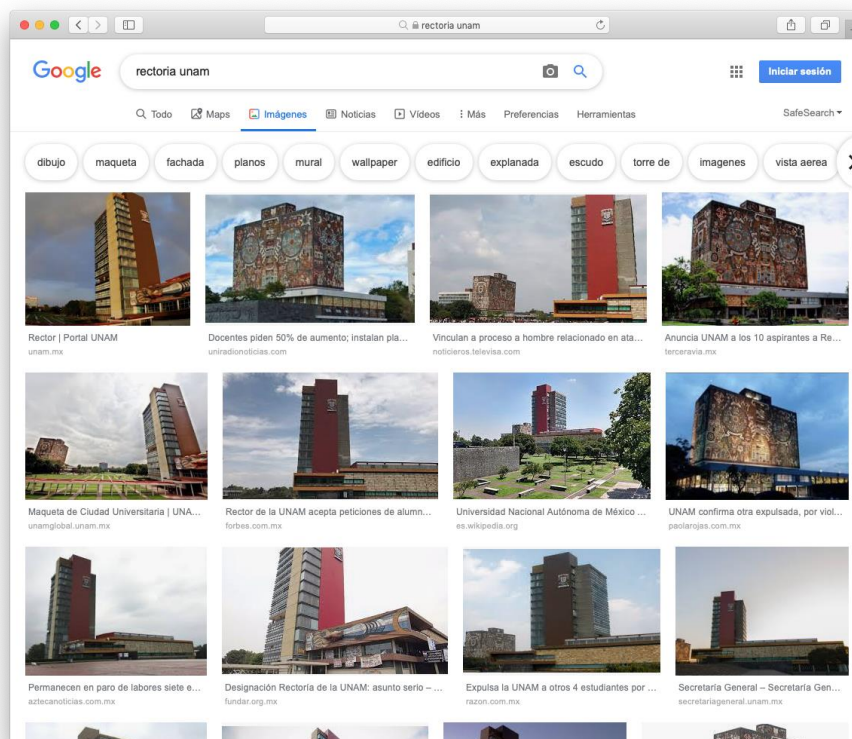 rectoria unam
Google
rectoria unam
Iniciar sesión
Todo Maps Imágenes Noticias Vídeos Más Preferencias Herramientas SafeSearch
dibujo maqueta fachada planos mural wallpaper edificio explanada escudo torre de imagenes vista aerea
Rector | Portal UNAM
unam.mx
Docentes piden 50% de aumento; instalan pla...
uniradionoticias.com
Vinculan a proceso a hombre relacionado en ata...
noticieros.televisa.com
Anuncia UNAM a los 10 aspirantes a Re...
terceravia.mx
Maqueta de Ciudad Universitaria | UNA...
unamglobal.unam.mx
Rector de la UNAM acepta peticiones de alumn...
forbes.com.mx
Universidad Nacional Autónoma de México ...
es.wikipedia.org
UNAM confirma otra expulsada, por viol...
paolarojas.com.mx
Permanecen en paro de labores siete e...
aztecanoticias.com.mx
Designación Rectoría de la UNAM: asunto serio – ...
fundar.org.mx
Expulsa la UNAM a otros 4 estudiantes por ...
razon.com.mx
Secretaría General – Secretaría Gen...
secretariageneral.unam.mx